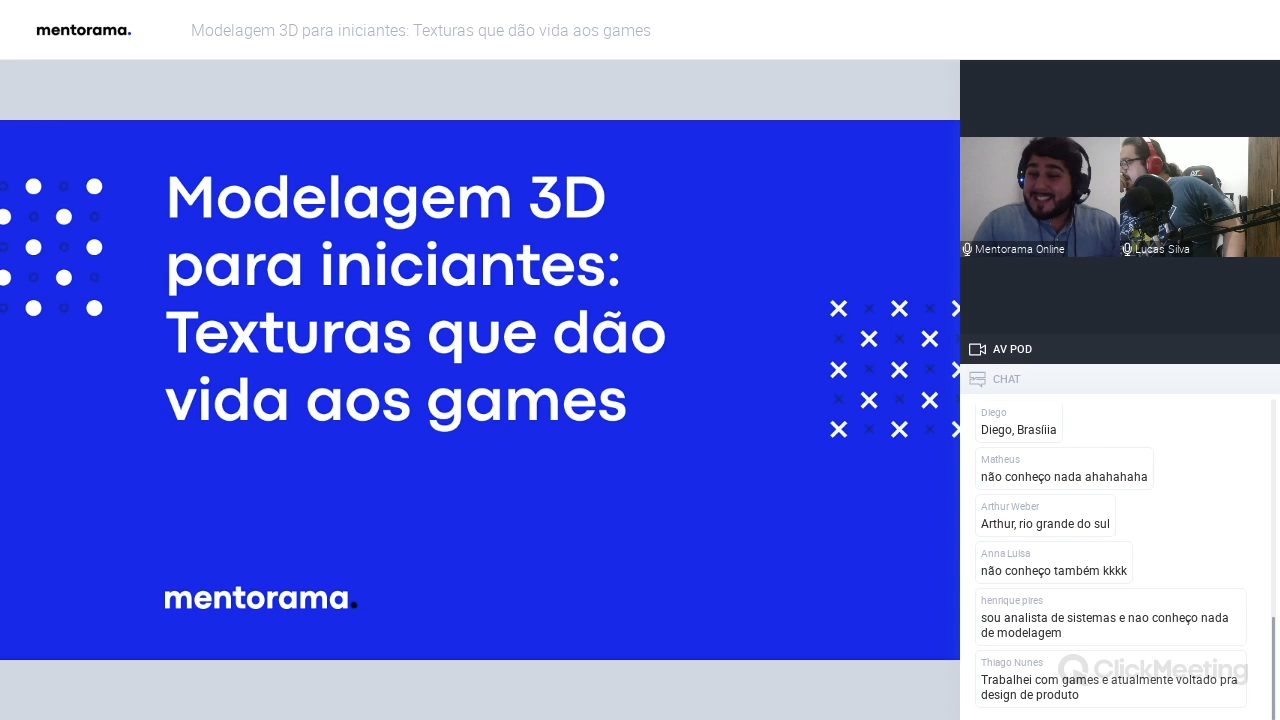 mentorama.
Modelagem 3D para iniciantes: Texturas que dão vida aos games
Modelagem 3D
para iniciantes:
Texturas que dão
vida aos games
mentorama.
Mentorama Online
Lucas Silva
AV POD
CHAT
Diego
Diego, Brasíiia
Matheus
não conheço nada ahahahaha
Arthur Weber
Arthur, rio grande do sul
Anna Luísa
não conheço também kkkk
henrique pires
sou analista de sistemas e nao conheço nada
de modelagem
Thiago Nunes
ClickMeeting
Trabalhei com games e atualmente voltado pra
design de produto